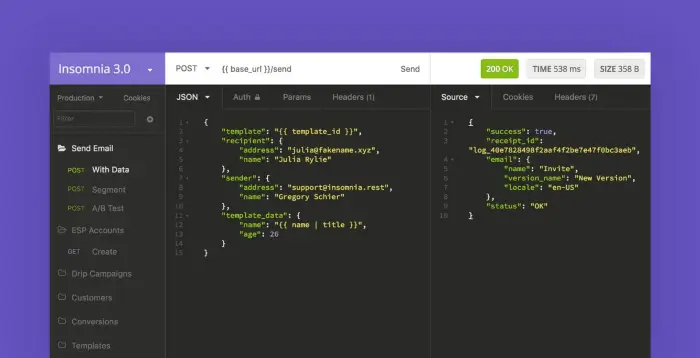 Insomnia 3.0
POST {{ base_url }}/send Send
200 OK TIME 538 ms SIZE 358 B
Production Cookies
Filter
Send Email
POST With Data
POST Segment
POST A/B Test
ESP Accounts
GET Create
Drip Campaigns
Customers
Conversions
Templates
JSON Auth Params Headers (1)
1 {
2 "template": "{{ template_id }}",
3 "recipient": {
4 "address": "julia@fakename.xyz",
5 "name": "Julia Rylie"
6 },
7 "sender": {
8 "address": "support@insomnia.rest",
9 "name": "Gregory Schier"
10 },
11 "template_data": {
12 "name": "{{ name | title }}",
13 "age": 26
14 }
15 }
Source Cookies Headers (7)
1 {
2 "success": true,
3 "receipt_id":
"log_40e7828498f2aaf4f2be7e47f0bc3aeb",
4 "email": {
5 "name": "Invite",
6 "version_name": "New Version",
7 "locale": "en-US"
8 },
9 "status": "OK"
10 }